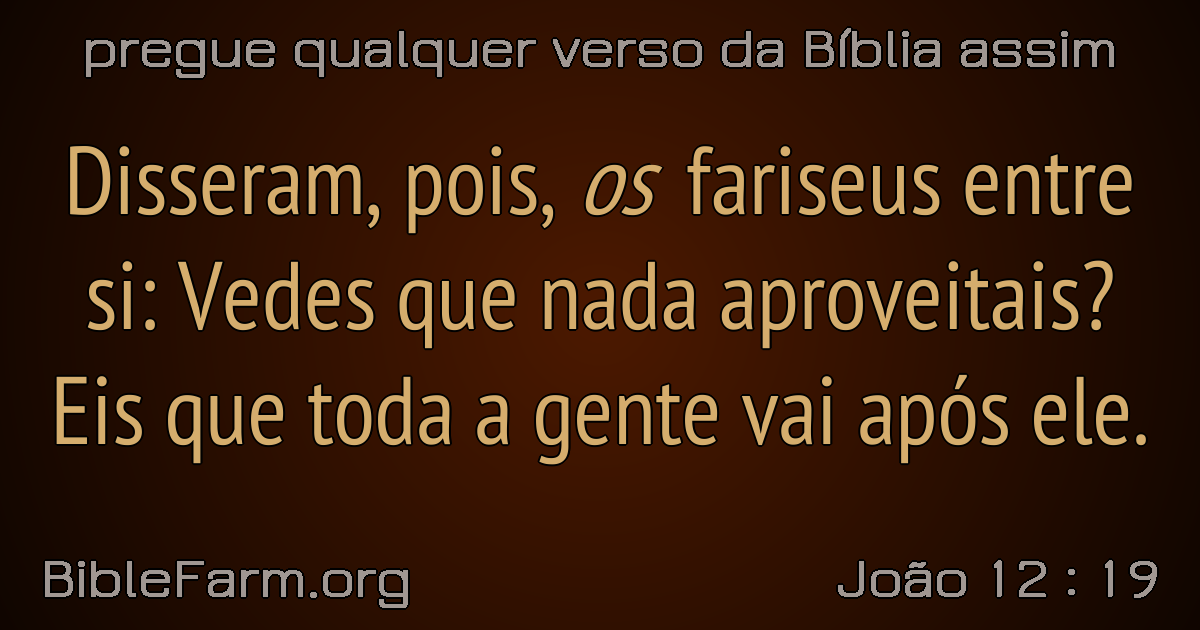 pregue qualquer verso da Bíblia assim
Disseram, pois, os fariseus entre
si: Vedes que nada aproveitais?
Eis que toda a gente vai após ele.
BibleFarm.org
João 12 : 19